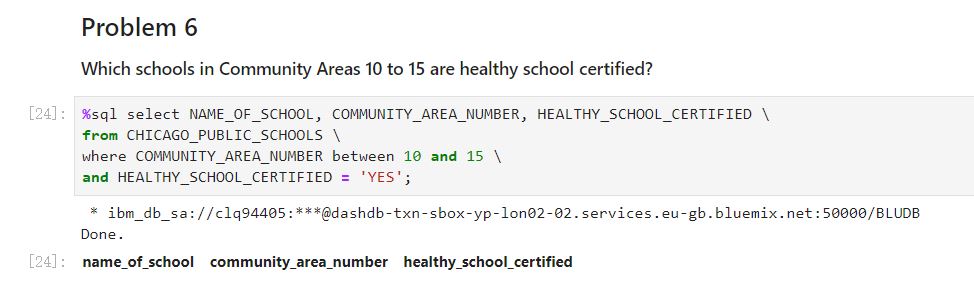 Problem 6
Which schools in Community Areas 10 to 15 are healthy school certified?
[24]: %sql select NAME_OF_SCHOOL, COMMUNITY_AREA_NUMBER, HEALTHY_SCHOOL_CERTIFIED \
from CHICAGO_PUBLIC_SCHOOLS \
where COMMUNITY_AREA_NUMBER between 10 and 15 \
and HEALTHY_SCHOOL_CERTIFIED = 'YES';
* ibm_db_sa://clq94405:***@dashdb-txn-sbox-yp-lon02-02.services.eu-gb.bluemix.net:50000/BLUDB
Done.
[24]: name_of_school community_area_number healthy_school_certified